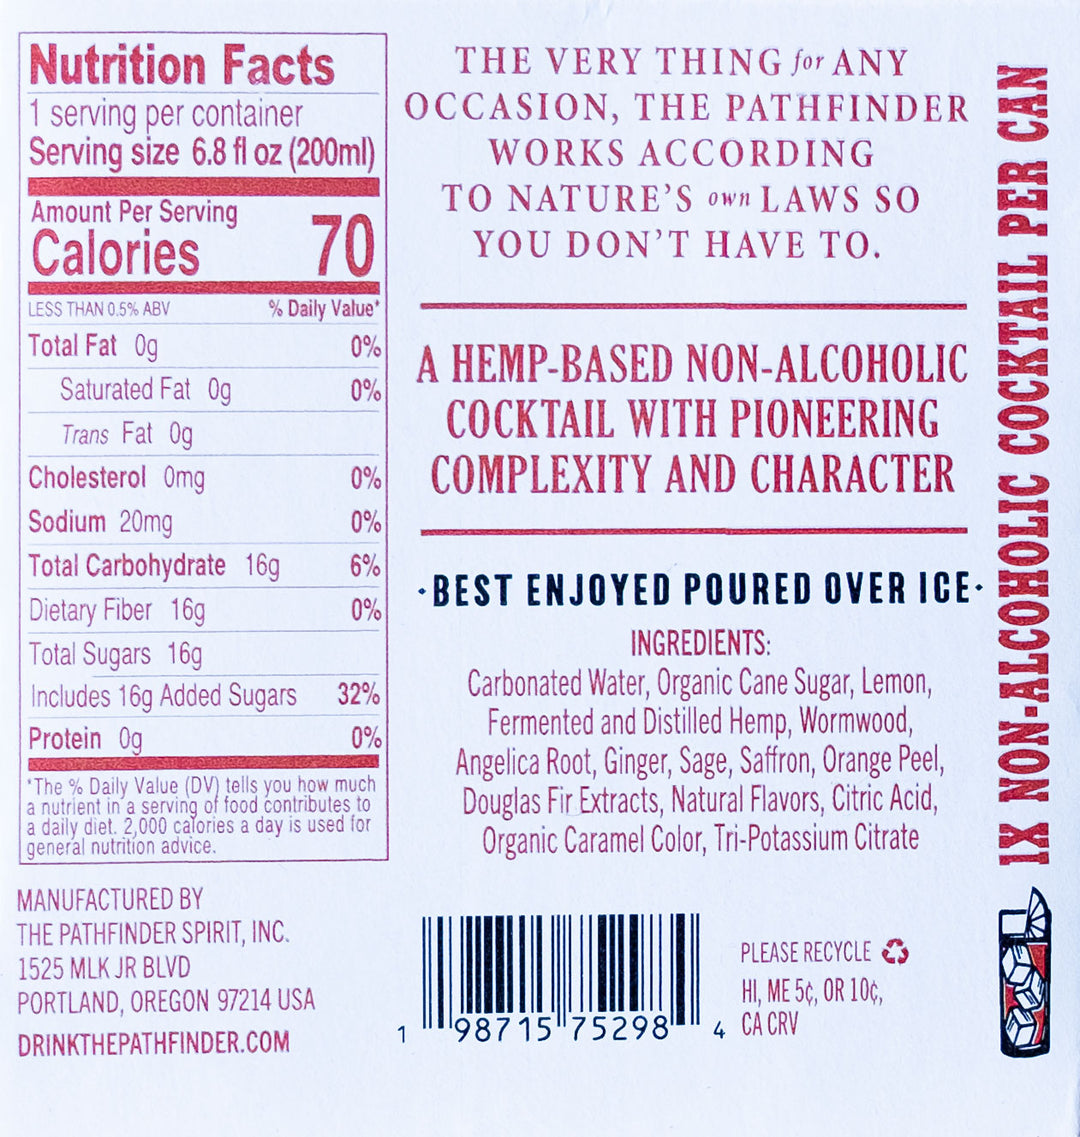 Nutrition Facts
1 serving per container
Serving size 6.8 fl oz (200ml)
Amount Per Serving
Calories 70
LESS THAN 0.5% ABV % Daily Value*
Total Fat 0g 0%
Saturated Fat 0g 0%
Trans Fat 0g
Cholesterol 0mg 0%
Sodium 20mg 0%
Total Carbohydrate 16g 6%
Dietary Fiber 16g 0%
Total Sugars 16g
Includes 16g Added Sugars 32%
Protein 0g 0%
*The % Daily Value (DV) tells you how much
a nutrient in a serving of food contributes to
a daily diet. 2,000 calories a day is used for
general nutrition advice.
MANUFACTURED BY
THE PATHFINDER SPIRIT, INC.
1525 MLK JR BLVD
PORTLAND, OREGON 97214 USA
DRINKTHEPATHFINDER.COM
THE VERY THING for ANY
OCCASION, THE PATHFINDER
WORKS ACCORDING
TO NATURE'S own LAWS SO
YOU DON'T HAVE TO.
A HEMP-BASED NON-ALCOHOLIC
COCKTAIL WITH PIONEERING
COMPLEXITY AND CHARACTER
·BEST ENJOYED POURED OVER ICE·
INGREDIENTS:
Carbonated Water, Organic Cane Sugar, Lemon,
Fermented and Distilled Hemp, Wormwood,
Angelica Root, Ginger, Sage, Saffron, Orange Peel,
Douglas Fir Extracts, Natural Flavors, Citric Acid,
Organic Caramel Color, Tri-Potassium Citrate
1 98715 75298 4
PLEASE RECYCLE
HI, ME 5¢, OR 10¢,
CA CRV
1X NON-ALCOHOLIC COCKTAIL PER CAN